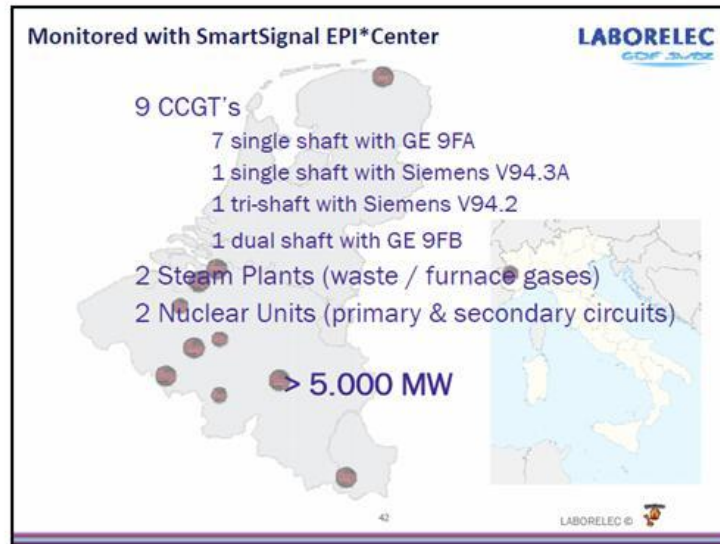 Monitored with SmartSignal EPI*Center
LABORELEC
GDF SUEZ
9 CCGT's
7 single shaft with GE 9FA
1 single shaft with Siemens V94.3A
1 tri-shaft with Siemens V94.2
1 dual shaft with GE 9FB
2 Steam Plants (waste / furnace gases)
2 Nuclear Units (primary & secondary circuits)
> 5.000 MW
42
LABORELEC ©